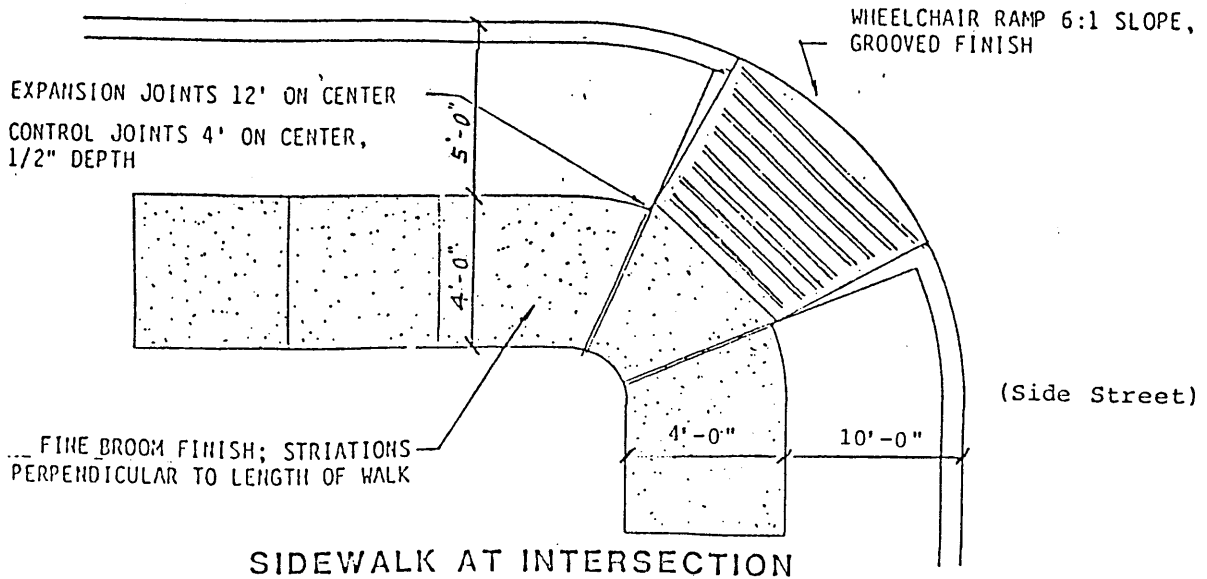 WHEELCHAIR RAMP 6:1 SLOPE,
GROOVED FINISH
EXPANSION JOINTS 12' ON CENTER
CONTROL JOINTS 4' ON CENTER,
1/2" DEPTH
5'-0"
4'-0"
(Side Street)
4'-0"
10'-0"
FINE BROOM FINISH; STRIATIONS
PERPENDICULAR TO LENGTH OF WALK
SIDEWALK AT INTERSECTION